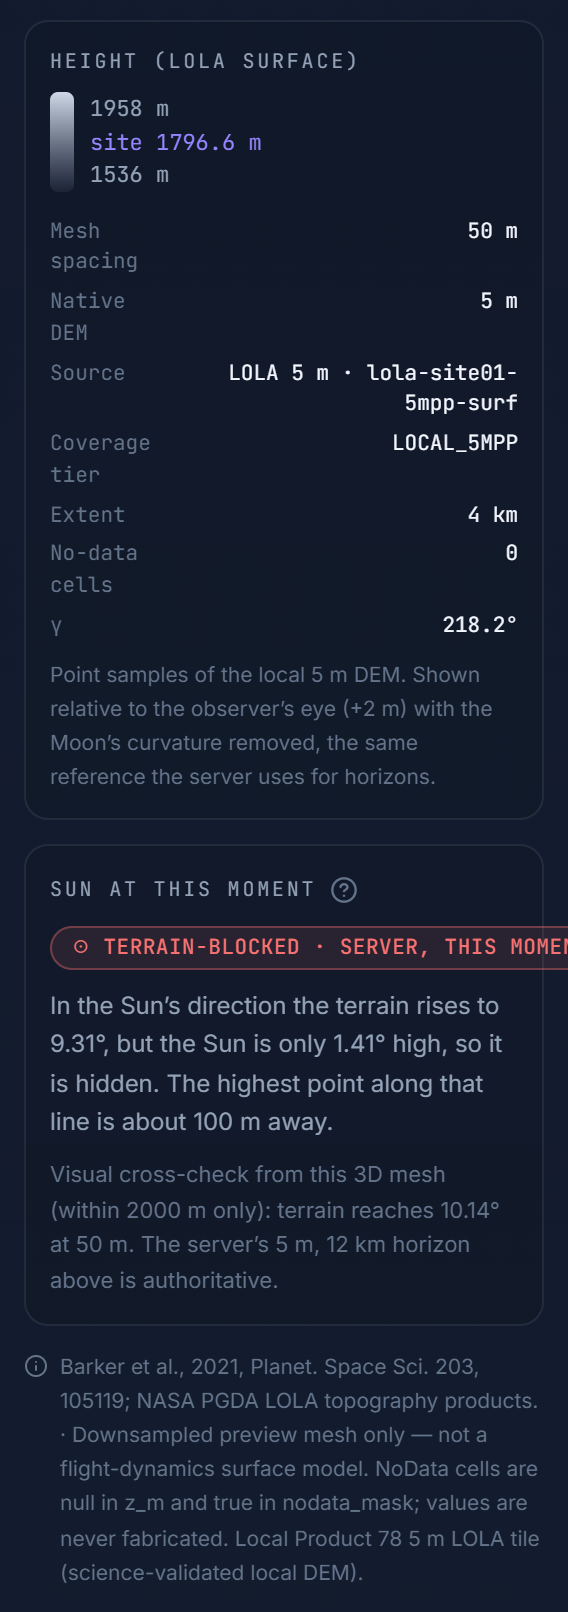 HEIGHT (LOLA SURFACE)
1958 m
site 1796.6 m
1536 m
Mesh spacing
50 m
Native DEM
5 m
Source
LOLA 5 m · lola-site01-
5mpp-surf
Coverage tier
LOCAL_5MPP
Extent
4 km
No-data cells
0
γ
218.2°
Point samples of the local 5 m DEM. Shown
relative to the observer’s eye (+2 m) with the
Moon’s curvature removed, the same
reference the server uses for horizons.
SUN AT THIS MOMENT
TERRAIN-BLOCKED · SERVER, THIS
In the Sun’s direction the terrain rises to
9.31°, but the Sun is only 1.41° high, so it
is hidden. The highest point along that
line is about 100 m away.
Visual cross-check from this 3D mesh
(within 2000 m only): terrain reaches 10.14°
at 50 m. The server’s 5 m, 12 km horizon
above is authoritative.
Barker et al., 2021, Planet. Space Sci. 203,
105119; NASA PGDA LOLA topography products.
· Downsampled preview mesh only — not a
flight-dynamics surface model. NoData cells are
null in z_m and true in nodata_mask; values are
never fabricated. Local Product 78 5 m LOLA tile
(science-validated local DEM).